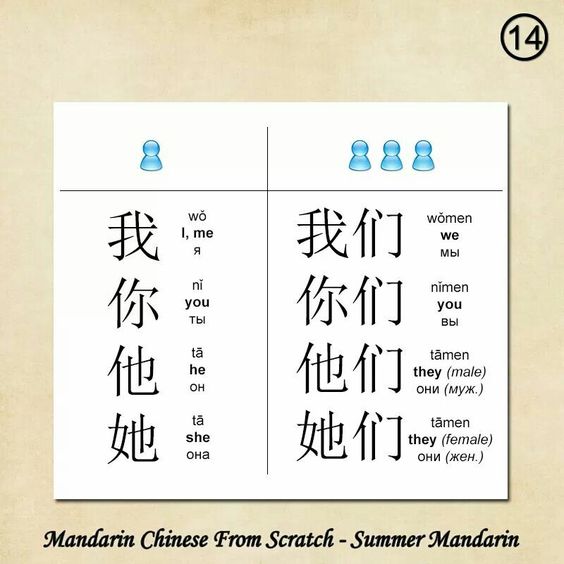 14
我
wǒ
I, me
я
我们
wǒmen
we
мы
你
nǐ
you
ты
你们
nǐmen
you
вы
他
tā
he
он
他们
tāmen
they (male)
они (муж.)
她
tā
she
она
她们
tāmen
they (female)
они (жен.)
Mandarin Chinese From Scratch - Summer Mandarin